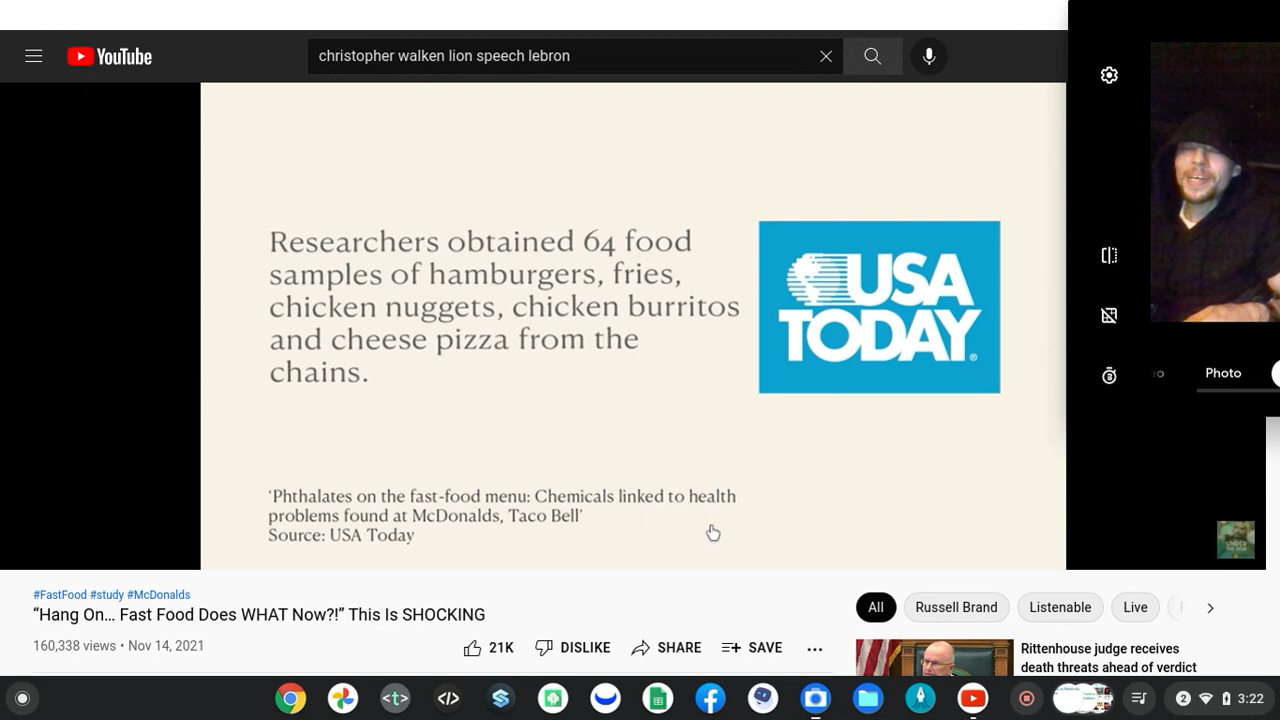 YouTube
christopher walken lion speech lebron
Researchers obtained 64 food
samples of hamburgers, fries,
chicken nuggets, chicken burritos
and cheese pizza from the
chains.
USA
TODAY
®
'Phthalates on the fast-food menu: Chemicals linked to health
problems found at McDonalds, Taco Bell'
Source: USA Today
Photo
UNDER
THE SKIN
#FastFood #study #McDonalds
“Hang On… Fast Food Does WHAT Now?!” This Is SHOCKING
160,338 views • Nov 14, 2021
21K
DISLIKE
SHARE
SAVE
All
Russell Brand
Listenable
Live
Rittenhouse judge receives
death threats ahead of verdict
2
3:22